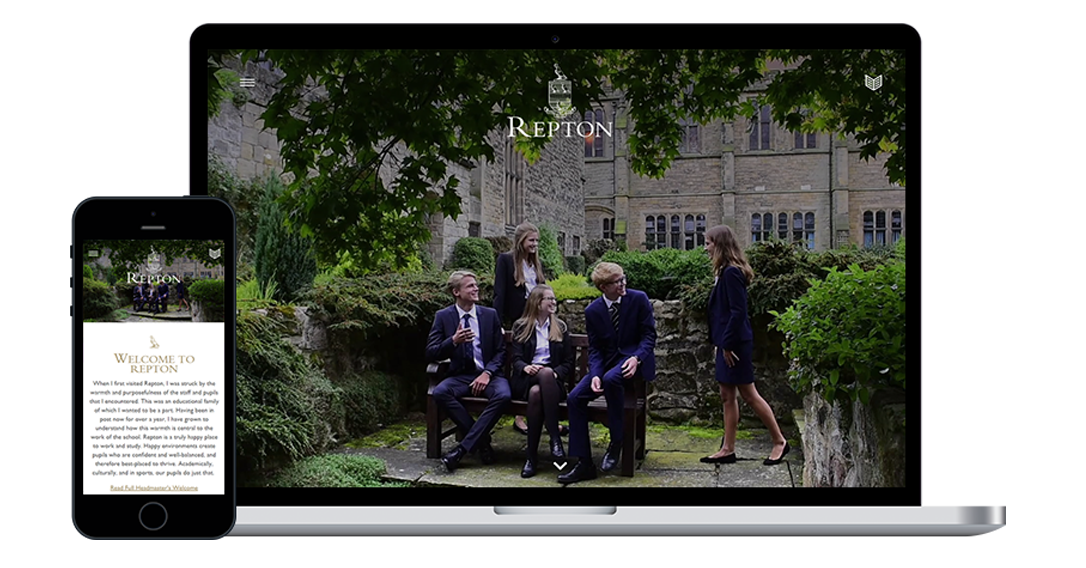 REPTON
REPTON
WELCOME TO
REPTON
When I first visited Repton, I was struck by the
warmth and purposefulness of the staff and pupils
that I encountered. This was an educational family
of which I wanted to be a part. Having been in
post now for over a year, I have grown to
understand how this warmth is central to the
work of the school. Repton is a truly happy place
to work and study. Happy environments create
pupils who are confident and well-balanced, and
therefore best-placed to thrive. Academically,
culturally, and in sports, our pupils do just that.
Read Full Headmaster's Welcome